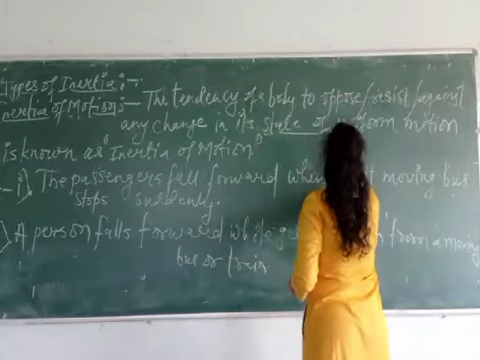 Types of Inertia :-
Inertia of Motion :- The tendency of a body to oppose/resist/against
any change in its state of uniform motion
is known as "Inertia of Motion"
- i) The passengers fall forward when moving bus
stops suddenly.
) A person falls forward from a moving
bus or train.